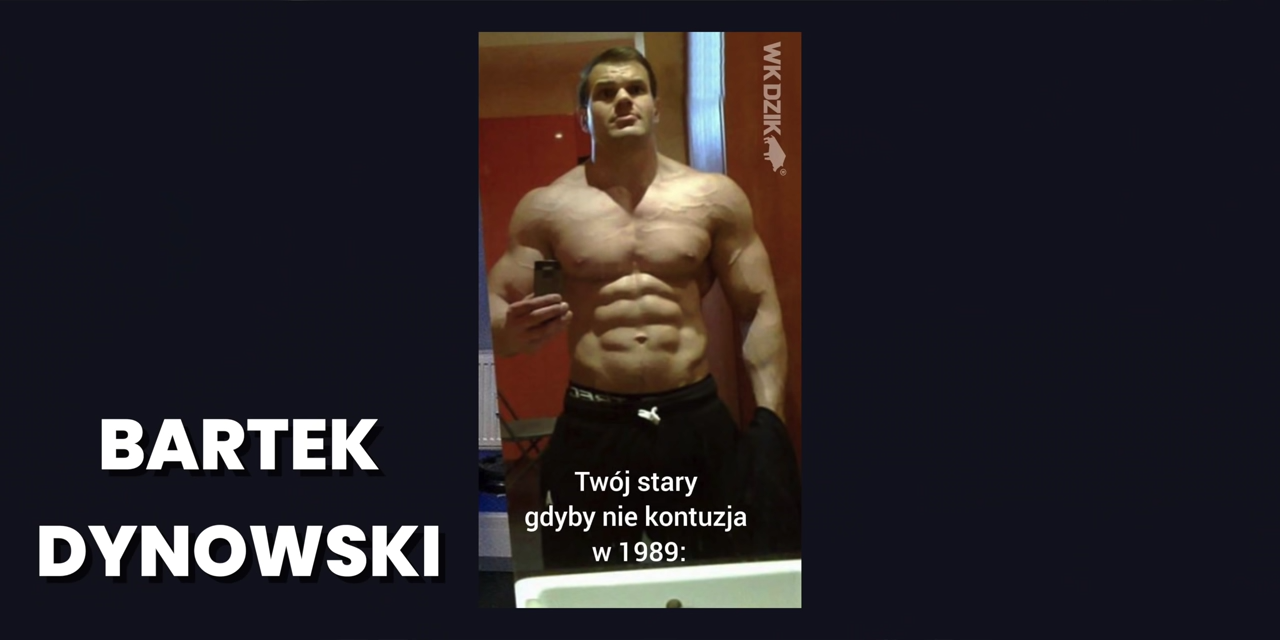 WK DZIK
BARTEK
DYNOWSKI
Twój stary
gdyby nie kontuzja
w 1989: